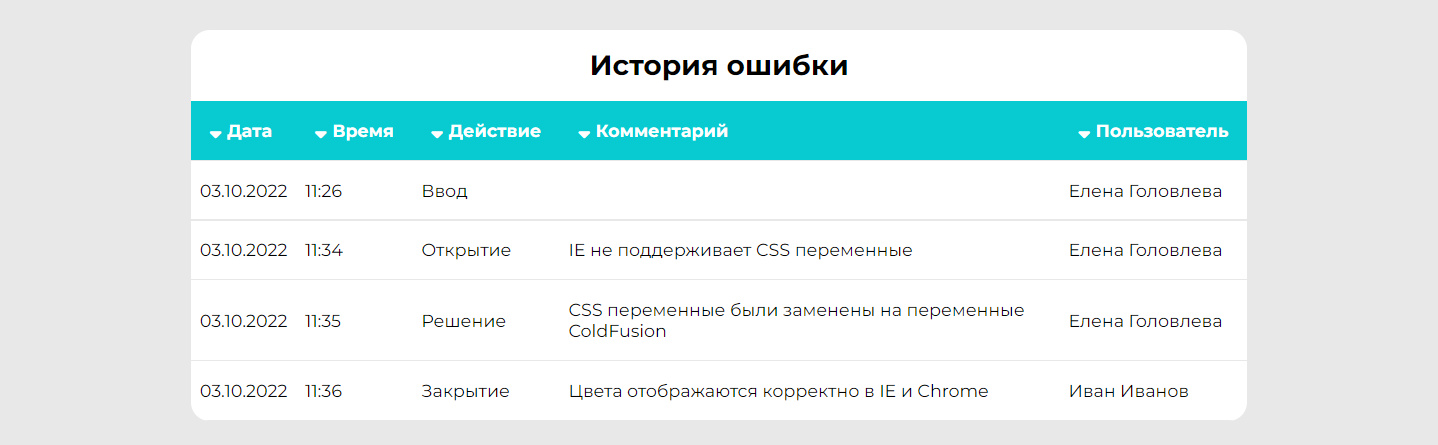 История ошибки
Дата Время Действие Комментарий Пользователь
03.10.2022 11:26 Ввод Елена Головлева
03.10.2022 11:34 Открытие IE не поддерживает CSS переменные Елена Головлева
03.10.2022 11:35 Решение CSS переменные были заменены на переменные ColdFusion Елена Головлева
03.10.2022 11:36 Закрытие Цвета отображаются корректно в IE и Chrome Иван Иванов